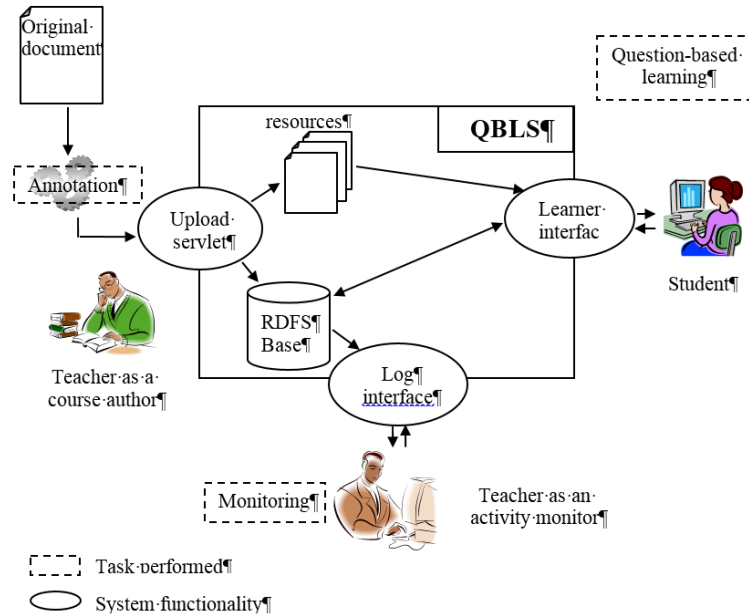 Original·
document¶
Question-based·
learning¶
resources¶
QBLS¶
Annotation¶
Upload·
servlet¶
Learner·
interfac
Student¶
RDFS¶
Base¶
Teacher·as·a·
course·author¶
Log¶
interface¶
Monitoring¶
Teacher·as·an·
activity·monitor¶
Task·performed¶
System·functionality¶